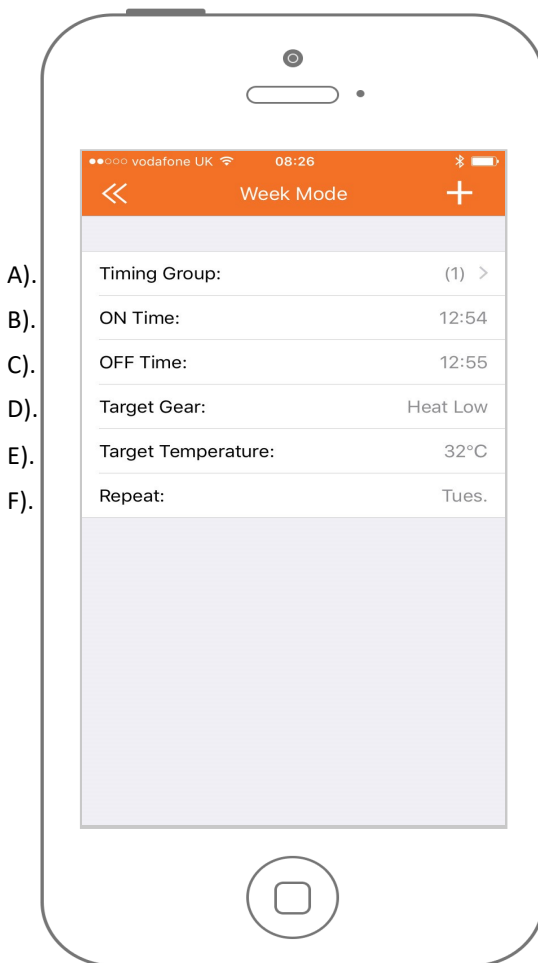 vodafone UK 08:26
Week Mode
A). Timing Group: (1) >
B). ON Time: 12:54
C). OFF Time: 12:55
D). Target Gear: Heat Low
E). Target Temperature: 32°C
F). Repeat: Tues.